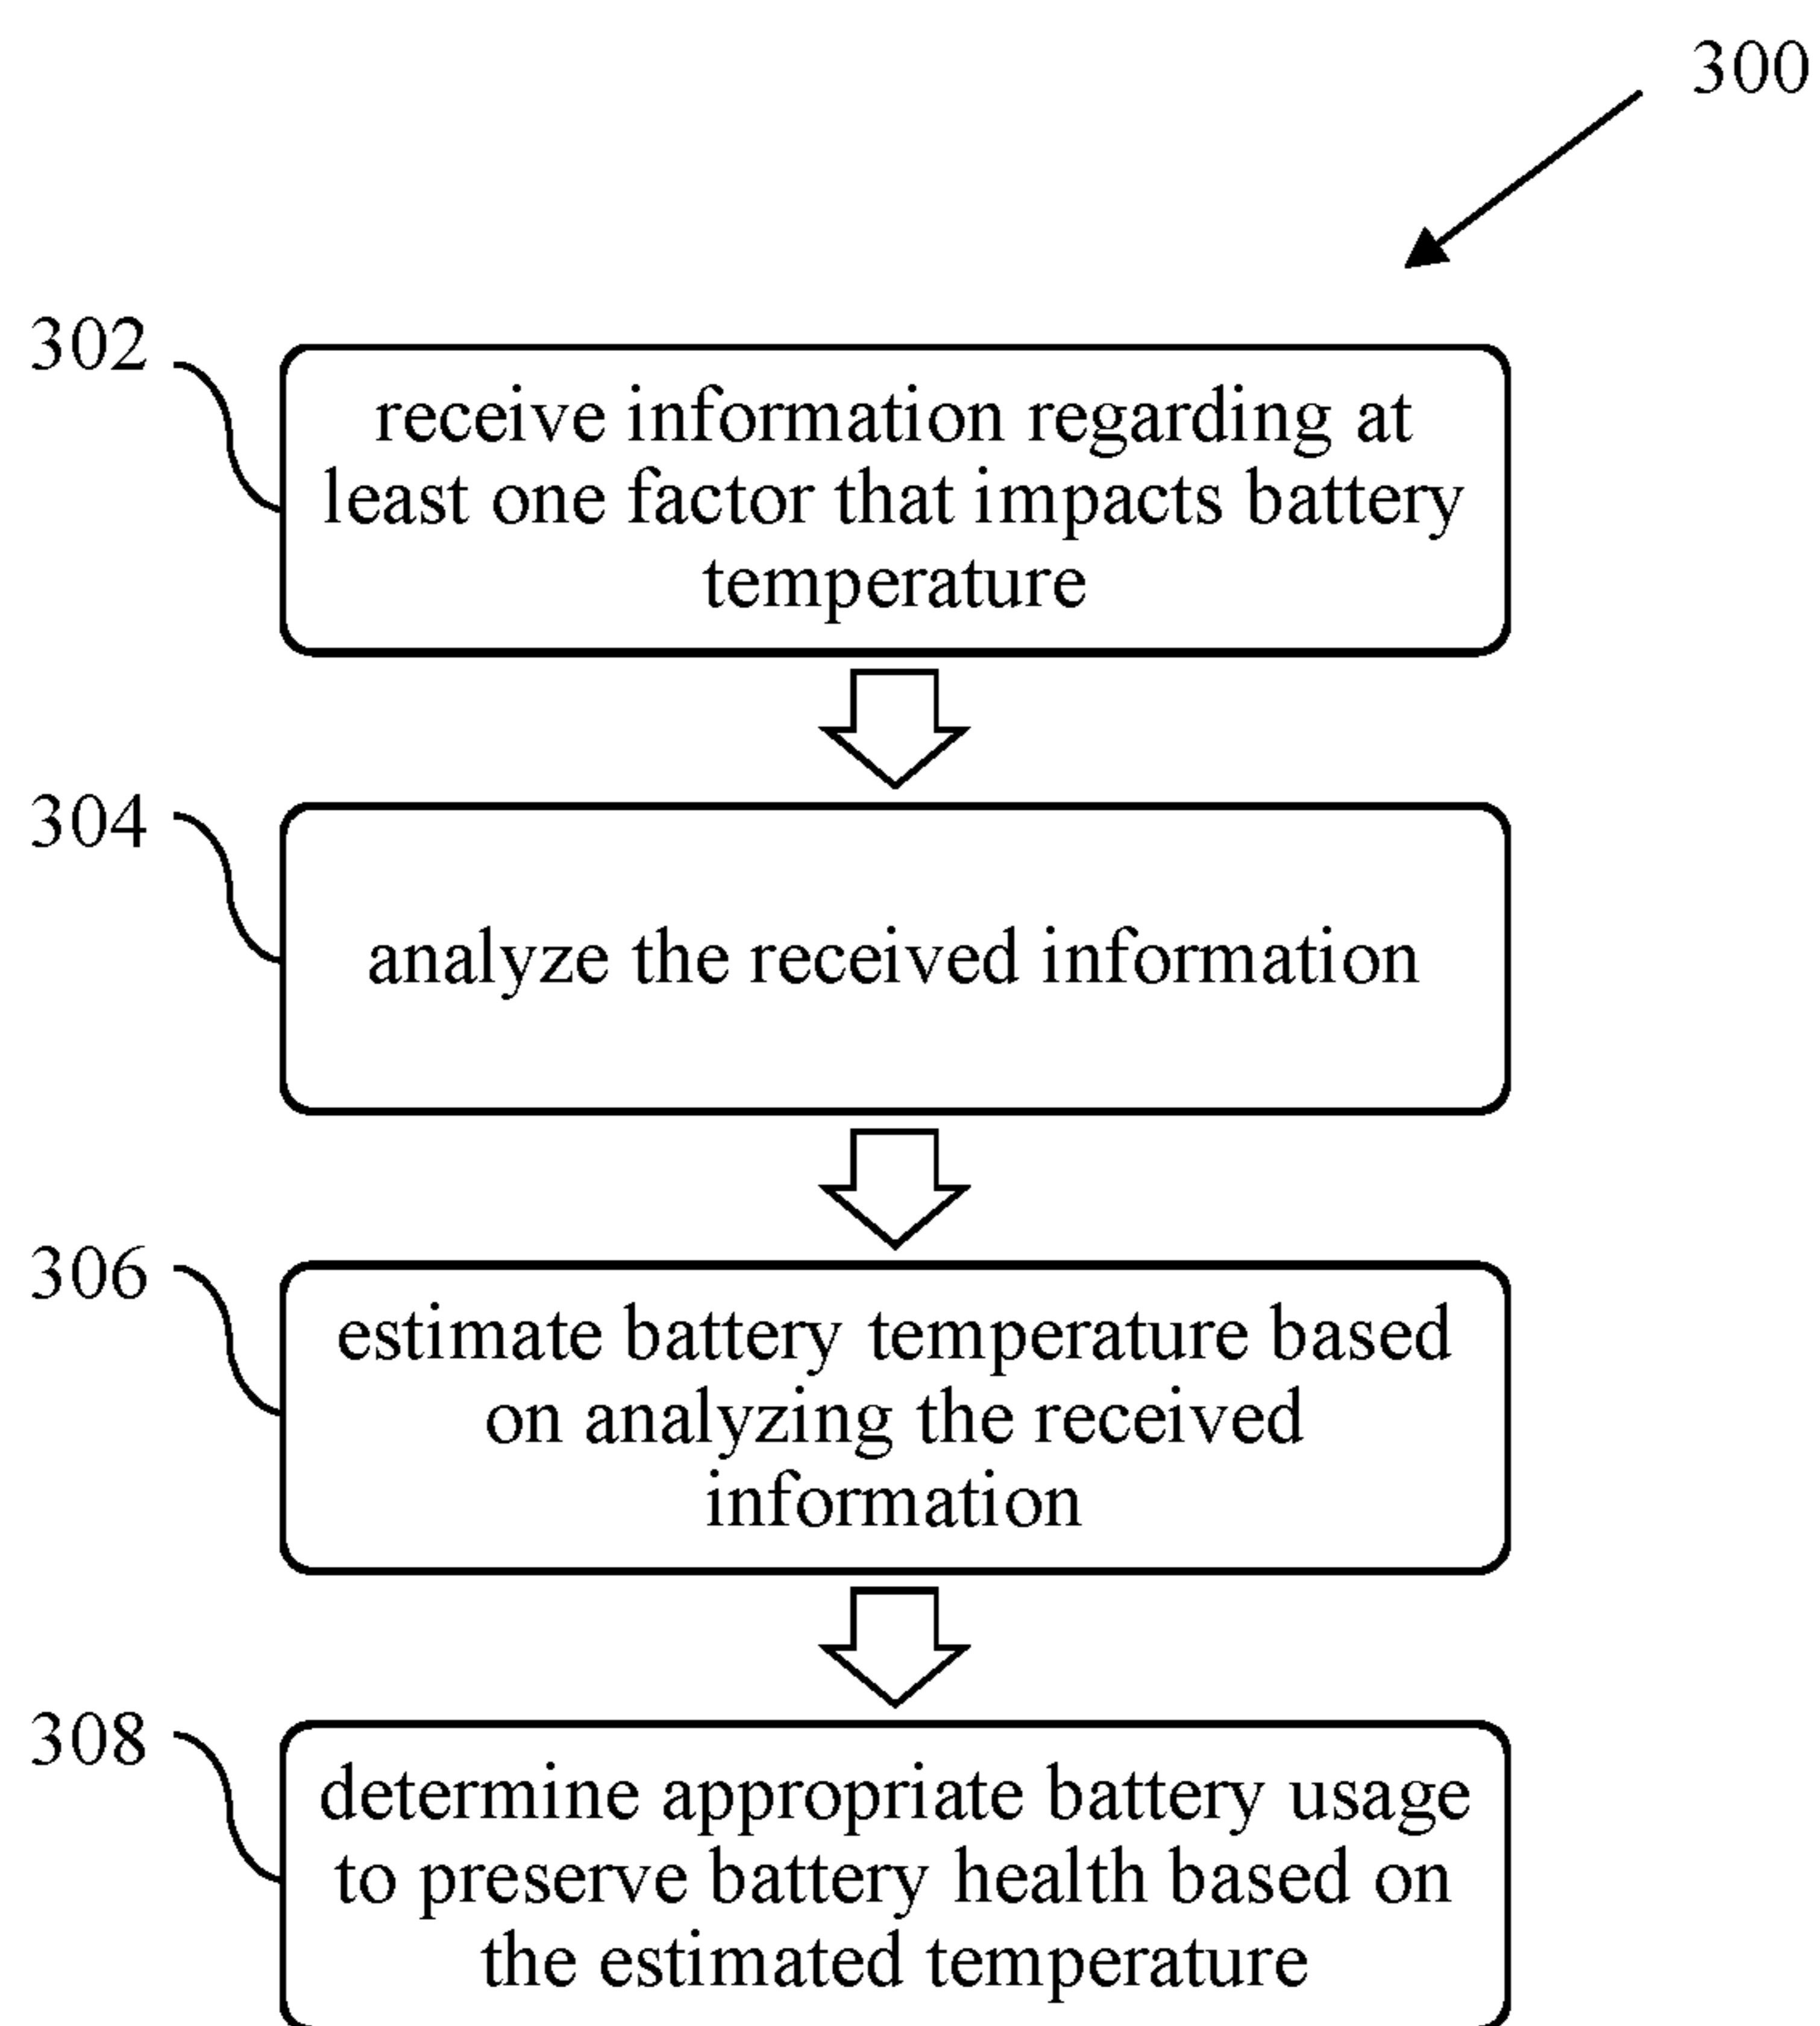 300
302
receive information regarding at
least one factor that impacts battery
temperature
304
analyze the received information
306
estimate battery temperature based
on analyzing the received
information
308
determine appropriate battery usage
to preserve battery health based on
the estimated temperature